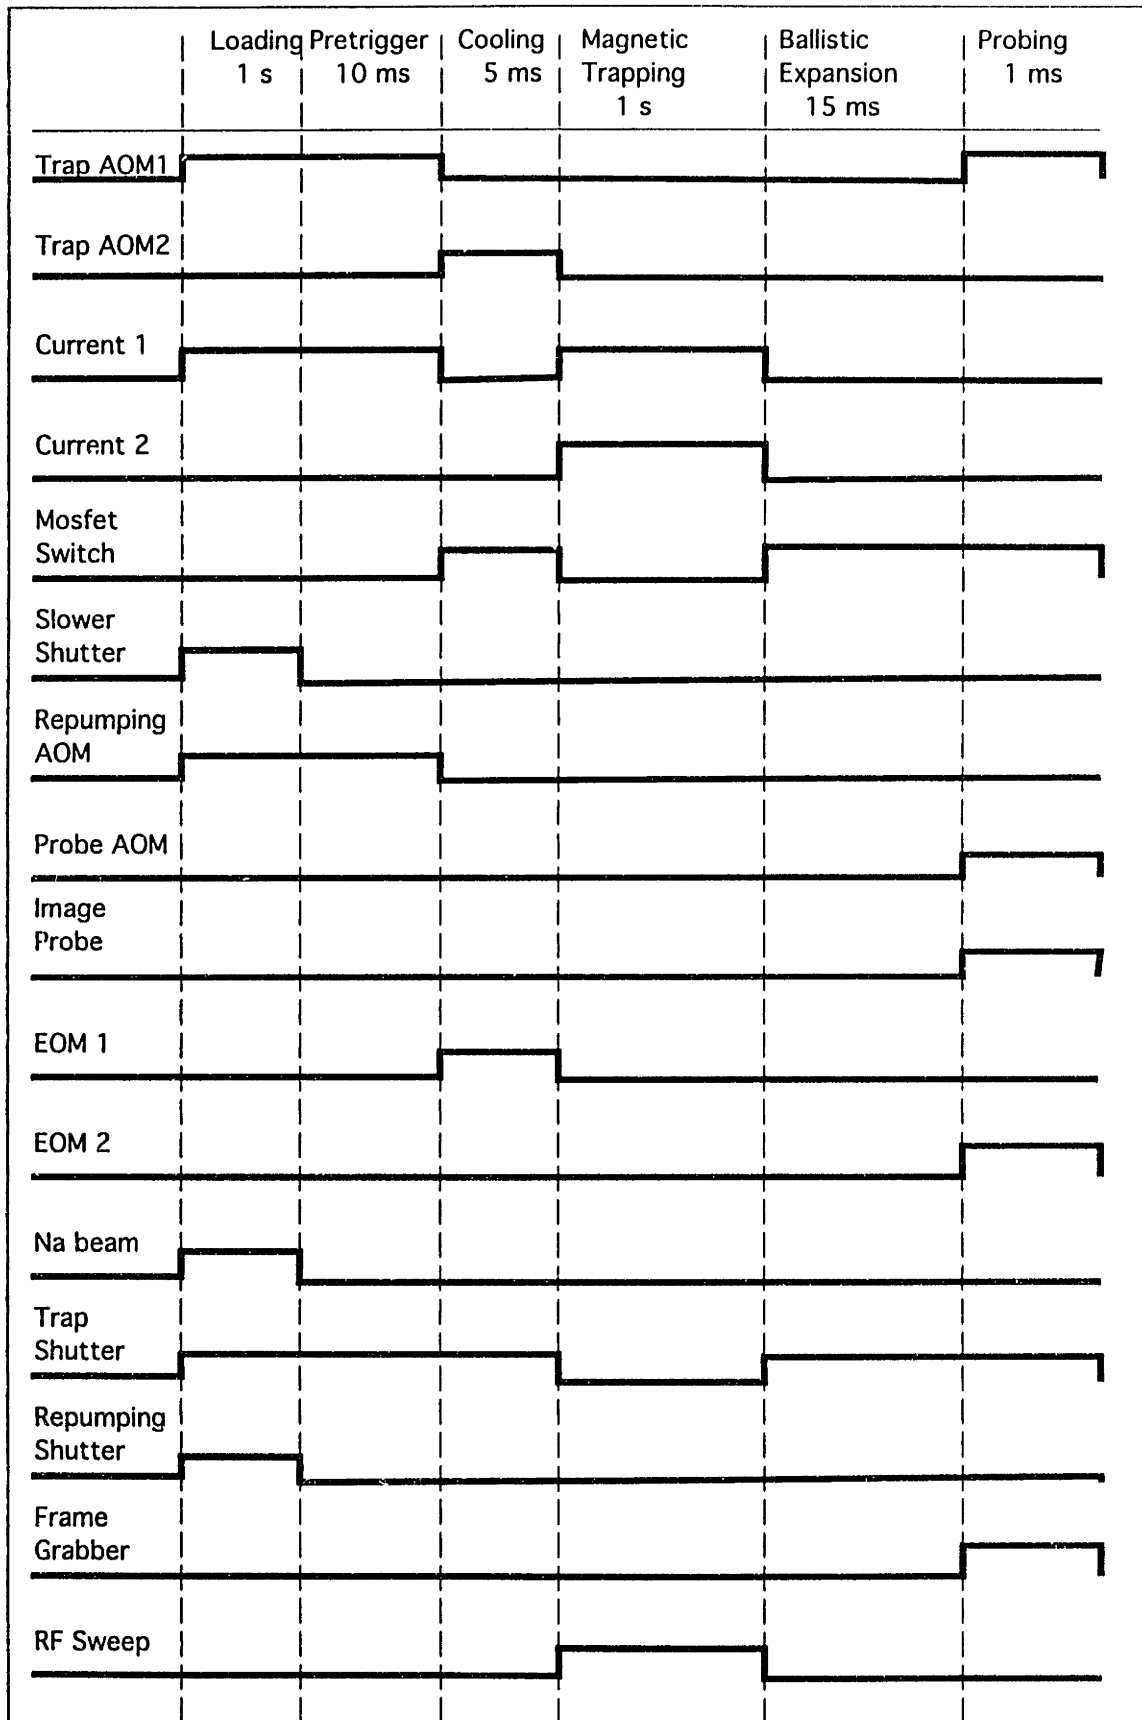 Loading Pretrigger Cooling Magnetic Ballistic Probing
1 s 10 ms 5 ms Trapping Expansion 1 ms
1 s 15 ms
Trap AOM1
Trap AOM2
Current 1
Current 2
Mosfet
Switch
Slower
Shutter
Repumping
AOM
Probe AOM
Image
Probe
EOM 1
EOM 2
Na beam
Trap
Shutter
Repumping
Shutter
Frame
Grabber
RF Sweep